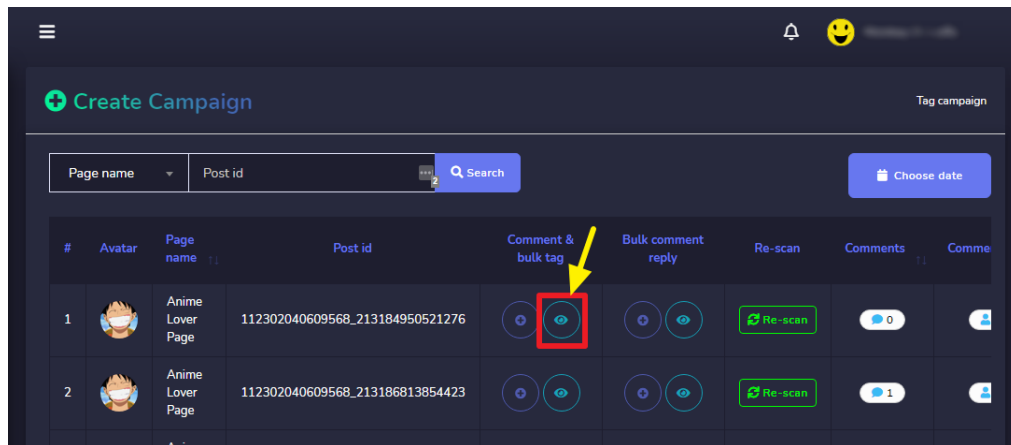 Create Campaign
Tag campaign
Page name
Post id
2
Search
Choose date
#
Avatar
Page
name
Post id
Comment &
bulk tag
Bulk comment
reply
Re-scan
Comments
1
Anime
Lover
Page
112302040609568_213184950521276
Re-scan
0
2
Anime
Lover
Page
112302040609568_213186813854423
Re-scan
1